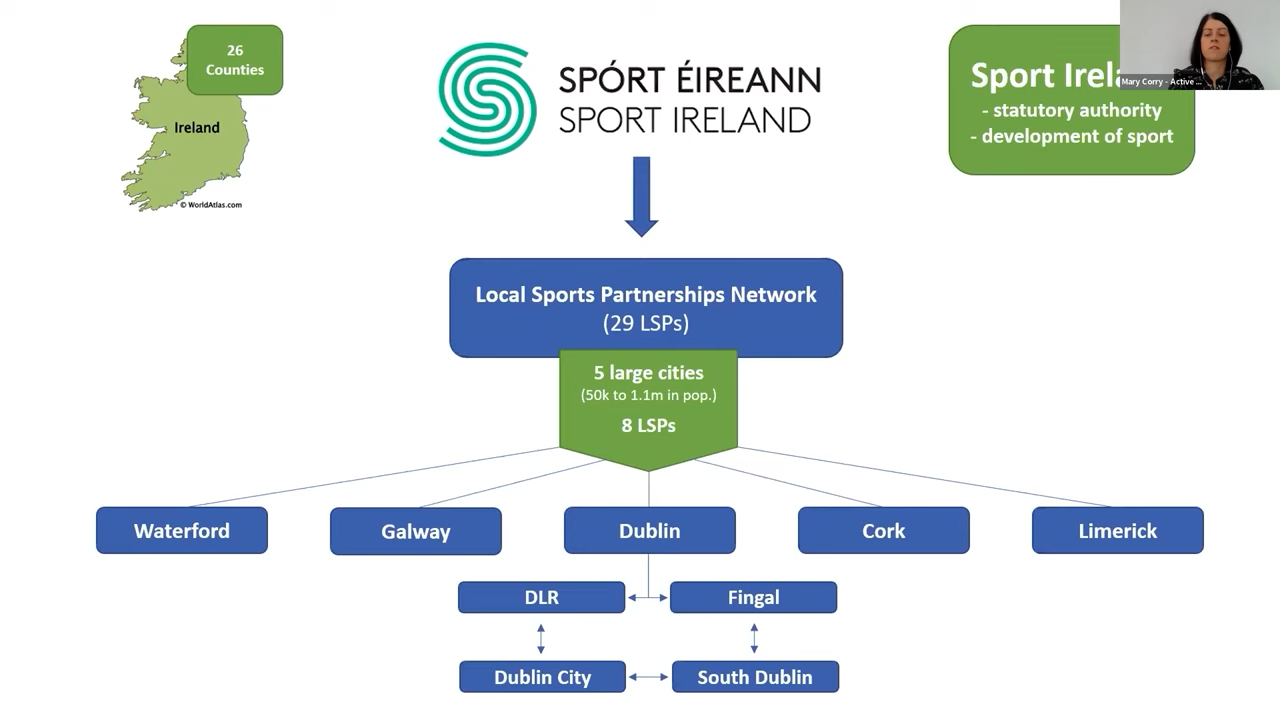 26
Counties
Ireland
© WorldAtlas.com
SPÓRT ÉIREANN
SPORT IRELAND
Sport Irela
- statutory authority
- development of sport
Mary Corry - Active ...
Local Sports Partnerships Network
(29 LSPs)
5 large cities
(50k to 1.1m in pop.)
8 LSPs
Waterford
Galway
Dublin
Cork
Limerick
DLR
Fingal
Dublin City
South Dublin